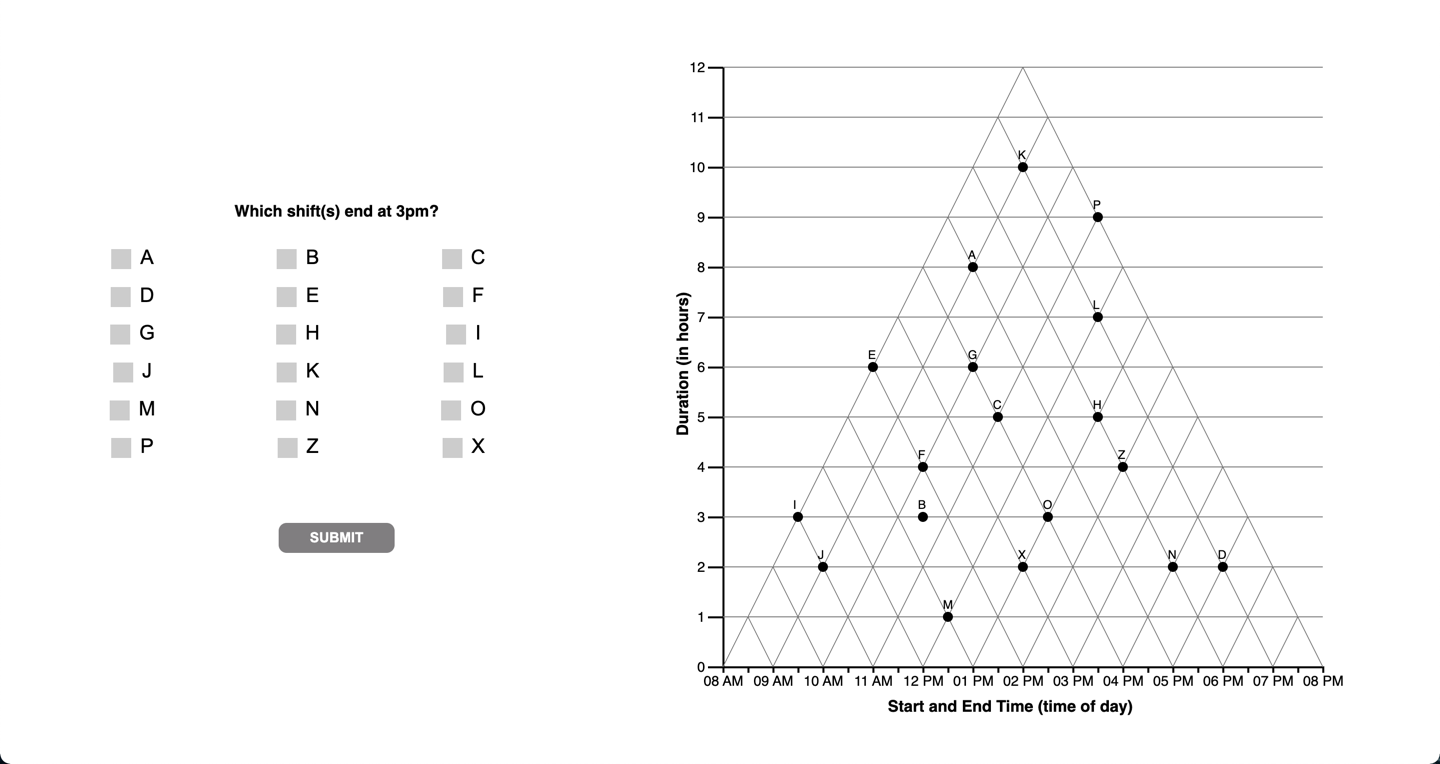 Which shift(s) end at 3pm?
A B C
D E F
G H I
J K L
M N O
P Z X
SUBMIT
12
11
K
10
P
9
A
8
L
7
E G
6
C H
5
F Z
4
I B O
3
J X N D
2
M
1
0
Duration (in hours)
08 AM 09 AM 10 AM 11 AM 12 PM 01 PM 02 PM 03 PM 04 PM 05 PM 06 PM 07 PM 08 PM
Start and End Time (time of day)